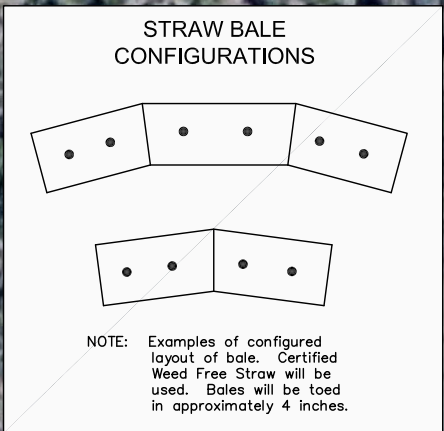 STRAW BALE
CONFIGURATIONS
NOTE: Examples of configured
layout of bale. Certified
Weed Free Straw will be
used. Bales will be toed
in approximately 4 inches.